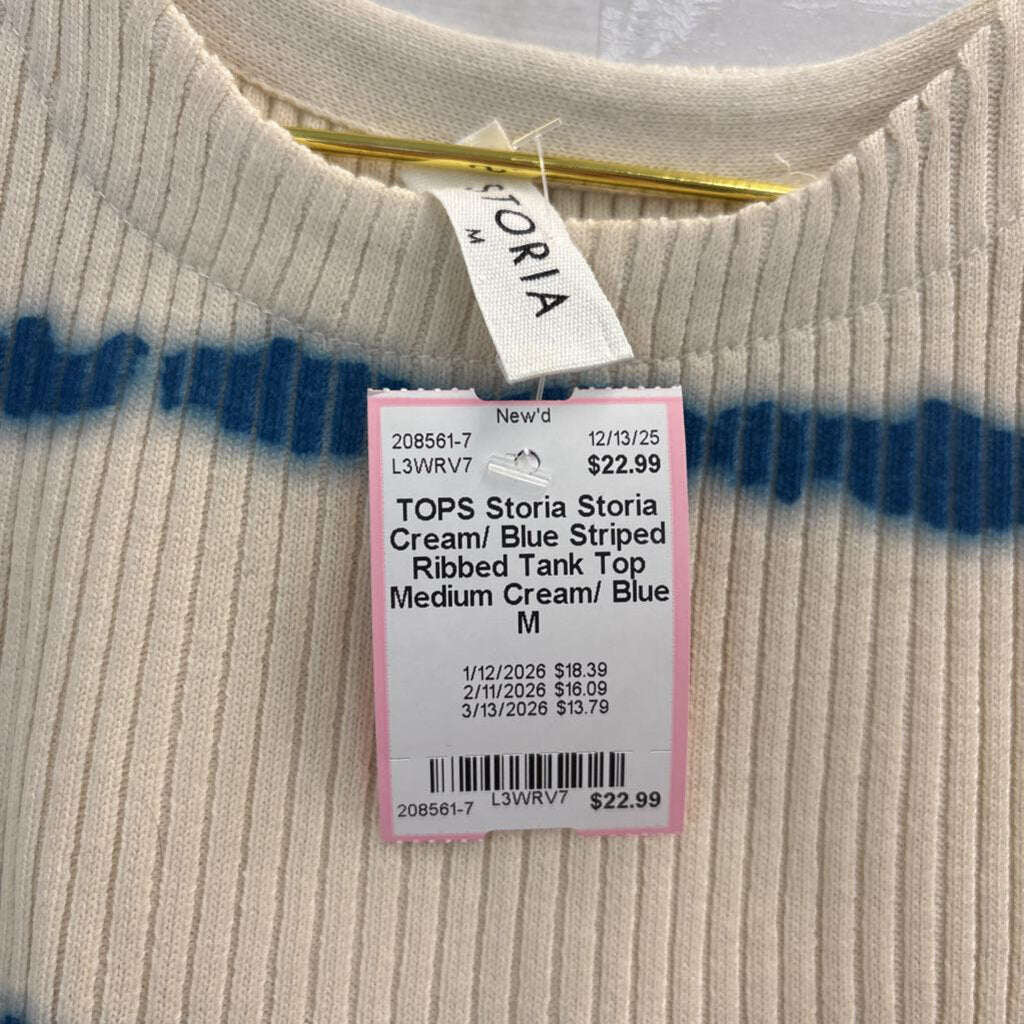 STORIA
M
New'd
208561-7 12/13/25
L3WRV7 $22.99
TOPS Storia Storia
Cream/ Blue Striped
Ribbed Tank Top
Medium Cream/ Blue
M
1/12/2026 $18.39
2/11/2026 $16.09
3/13/2026 $13.79
208561-7 L3WRV7 $22.99